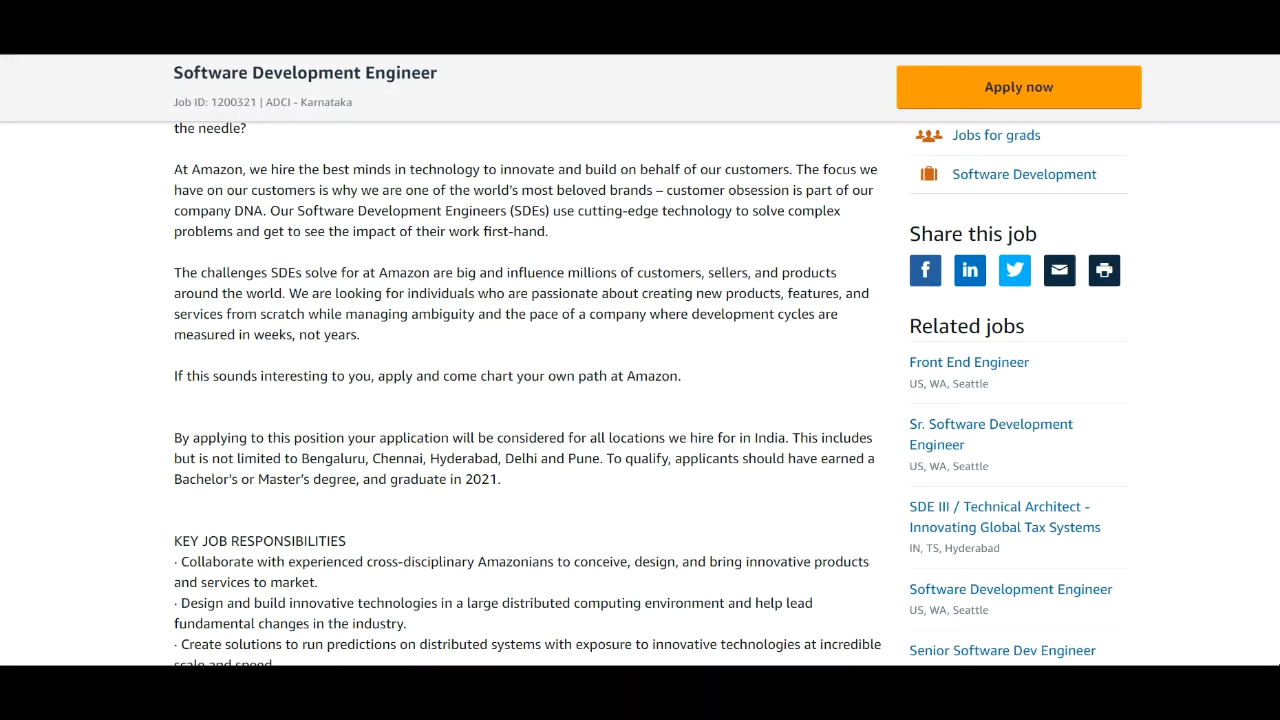 Software Development Engineer
Job ID: 1200321 | ADCI - Karnataka
Apply now
the needle?
At Amazon, we hire the best minds in technology to innovate and build on behalf of our customers. The focus we
have on our customers is why we are one of the world's most beloved brands – customer obsession is part of our
company DNA. Our Software Development Engineers (SDEs) use cutting-edge technology to solve complex
problems and get to see the impact of their work first-hand.
The challenges SDEs solve for at Amazon are big and influence millions of customers, sellers, and products
around the world. We are looking for individuals who are passionate about creating new products, features, and
services from scratch while managing ambiguity and the pace of a company where development cycles are
measured in weeks, not years.
If this sounds interesting to you, apply and come chart your own path at Amazon.
By applying to this position your application will be considered for all locations we hire for in India. This includes
but is not limited to Bengaluru, Chennai, Hyderabad, Delhi and Pune. To qualify, applicants should have earned a
Bachelor's or Master's degree, and graduate in 2021.
KEY JOB RESPONSIBILITIES
· Collaborate with experienced cross-disciplinary Amazonians to conceive, design, and bring innovative products
and services to market.
· Design and build innovative technologies in a large distributed computing environment and help lead
fundamental changes in the industry.
· Create solutions to run predictions on distributed systems with exposure to innovative technologies at incredible
scale and speed.
Jobs for grads
Software Development
Share this job
Related jobs
Front End Engineer
US, WA, Seattle
Sr. Software Development
Engineer
US, WA, Seattle
SDE III / Technical Architect -
Innovating Global Tax Systems
IN, TS, Hyderabad
Software Development Engineer
US, WA, Seattle
Senior Software Dev Engineer